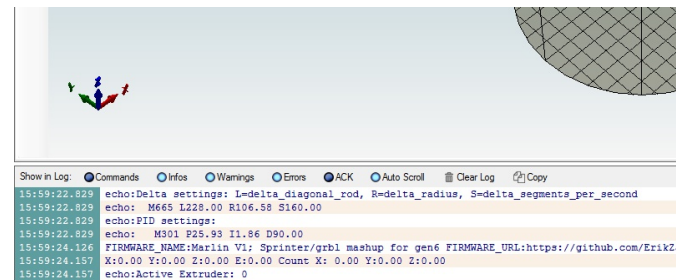 Show in Log: Commands Infos Warnings Errors ACK Auto Scroll Clear Log Copy
15:59:22.829 echo:Delta settings: L=delta_diagonal_rod, R=delta_radius, S=delta_segments_per_second
15:59:22.829 echo: M665 L228.00 R106.58 S160.00
15:59:22.829 echo:PID settings:
15:59:22.829 echo: M301 P25.93 I1.86 D90.00
15:59:24.126 FIRMWARE_NAME:Marlin V1; Sprinter/grbl mashup for gen6 FIRMWARE_URL:https://github.com/ErikZ
15:59:24.157 X:0.00 Y:0.00 Z:0.00 E:0.00 Count X: 0.00 Y:0.00 Z:0.00
15:59:24.157 echo:Active Extruder: 0